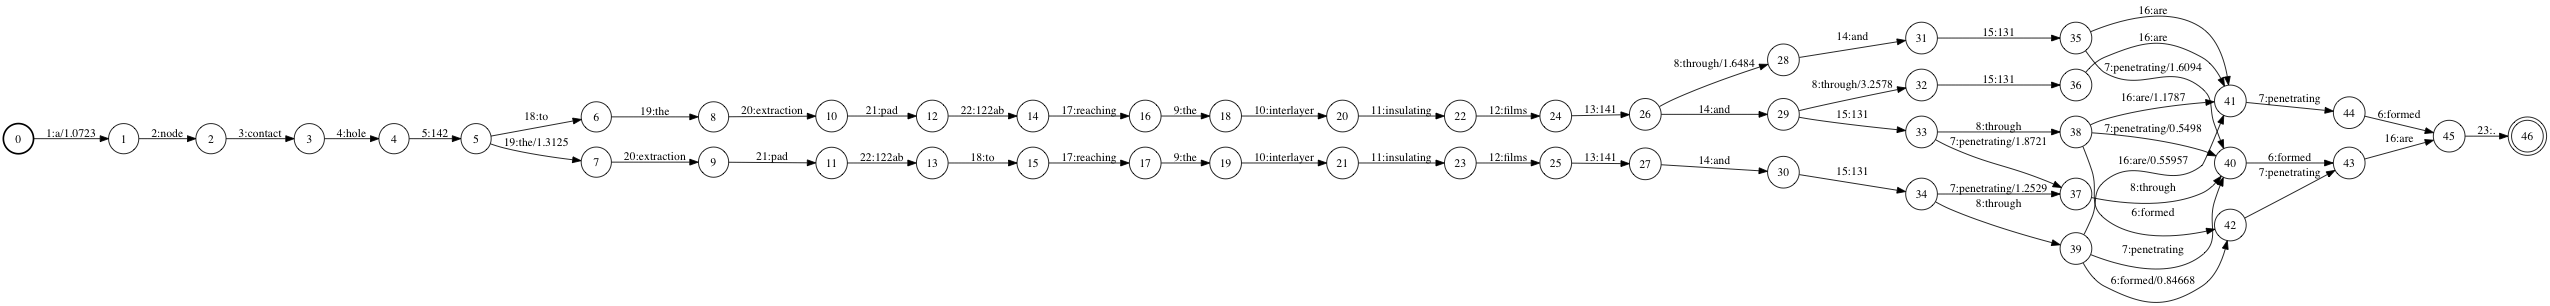 0 1:a/1.0723 1 2:node 2 3:contact 3 4:hole 4 5:142 5
18:to 6 19:the 8 20:extraction 10 21:pad 12 22:122ab 14 17:reaching 16 9:the 18 10:interlayer 20 11:insulating 22 12:films 24 13:141 26
19:the/1.3125 7 20:extraction 9 21:pad 11 22:122ab 13 18:to 15 17:reaching 17 9:the 19 10:interlayer 21 11:insulating 23 12:films 25 13:141 27
8:through/1.6484 28 14:and 31 15:131 35 16:are
14:and 29 8:through/3.2578 32 15:131 36 16:are
7:penetrating/1.6094
15:131 33 8:through 38 16:are/1.1787 41 7:penetrating 44 6:formed
7:penetrating/1.8721 7:penetrating/0.5498
14:and 30 15:131 34 7:penetrating/1.2529 37 8:through
8:through 39 16:are/0.55957 40 6:formed 43 16:are 45 23:. 46
6:formed 42 7:penetrating
7:penetrating
6:formed/0.84668